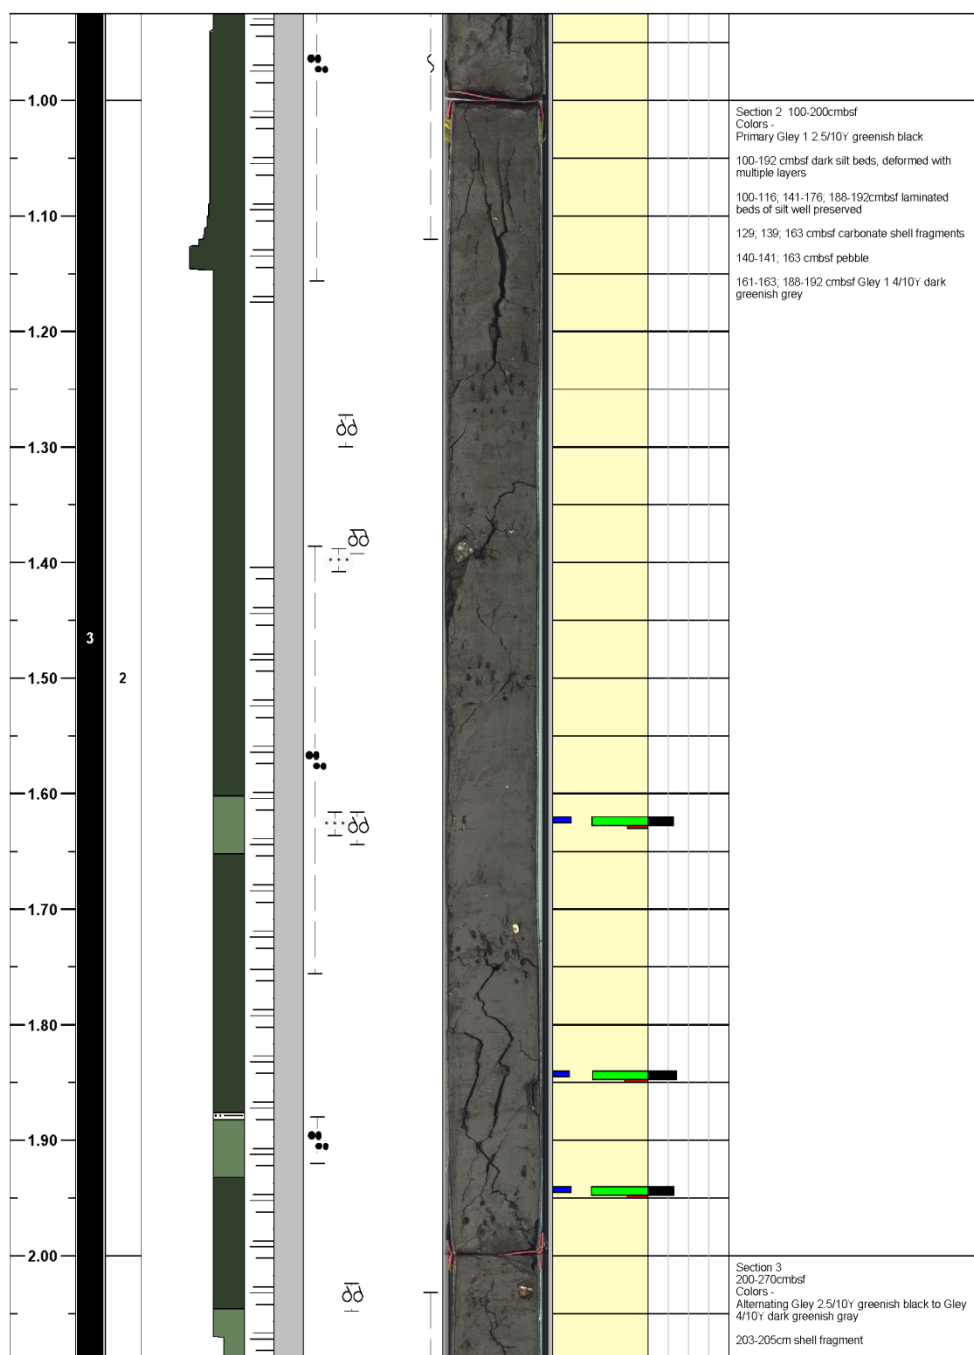 1.00
Section 2 100-200cmbsf
Colors -
Primary Gley 1 2.5/10Y greenish black
100-192 cmbsf dark silt beds, deformed with
multiple layers
100-116; 141-176; 188-192cmbsf laminated
beds of silt well preserved
129; 139; 163 cmbsf carbonate shell fragments
140-141; 163 cmbsf pebble
161-163; 188-192 cmbsf Gley 1 4/10Y dark
greenish grey
1.10
1.20
1.30
1.40
3
2
1.50
1.60
1.70
1.80
1.90
2.00
Section 3
200-270cmbsf
Colors -
Alternating Gley 2.5/10Y greenish black to Gley
4/10Y dark greenish gray
203-205cm shell fragment